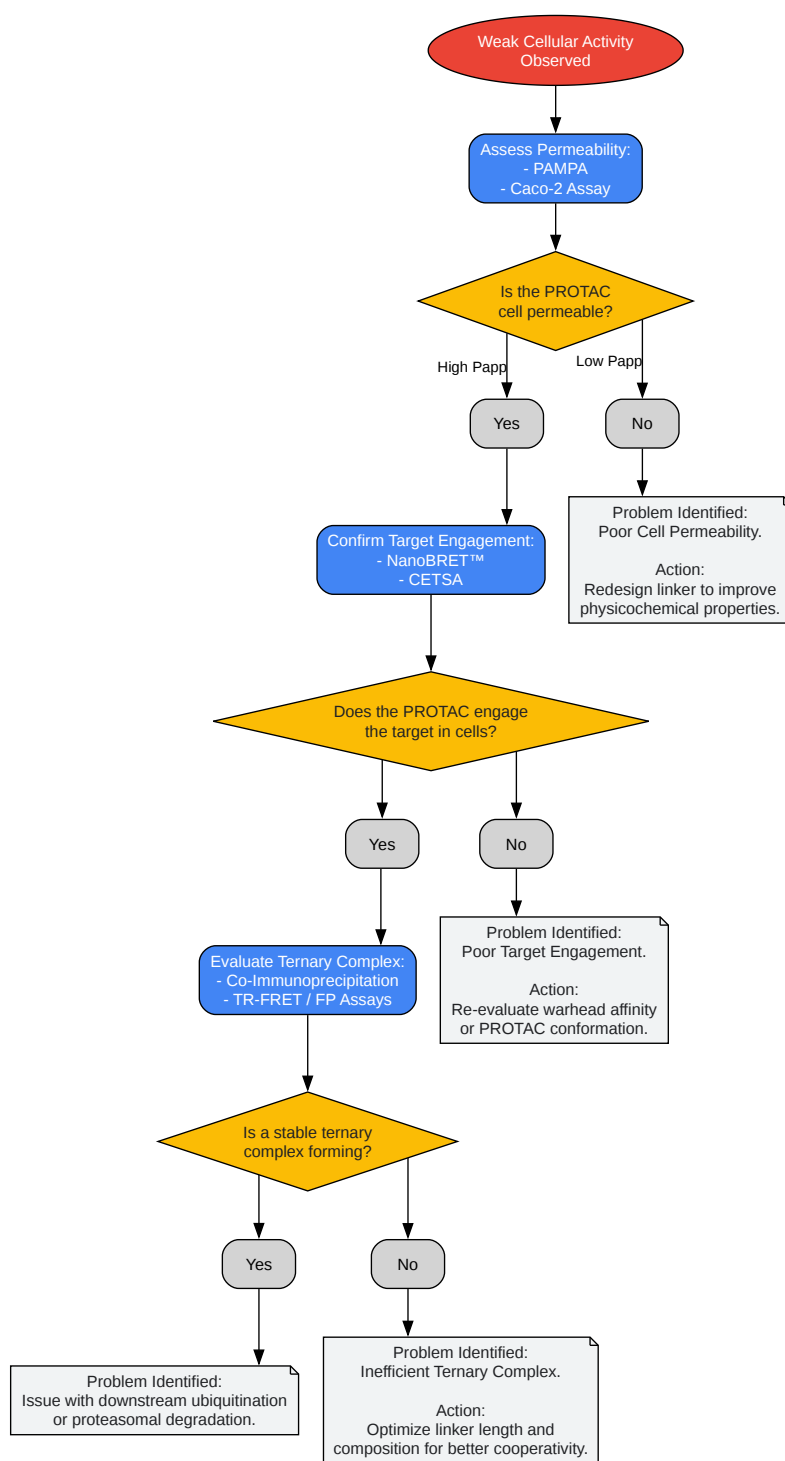 Weak Cellular Activity
Observed
Assess Permeability:
- PAMPA
- Caco-2 Assay
Is the PROTAC
cell permeable?
High Papp
Low Papp
Yes
No
Problem Identified:
Poor Cell Permeability.
Action:
Redesign linker to improve
physicochemical properties.
Confirm Target Engagement:
- NanoBRET™
- CETSA
Does the PROTAC engage
the target in cells?
Yes
No
Problem Identified:
Poor Target Engagement.
Action:
Re-evaluate warhead affinity
or PROTAC conformation.
Evaluate Ternary Complex:
- Co-Immunoprecipitation
- TR-FRET / FP Assays
Is a stable ternary
complex forming?
Yes
No
Problem Identified:
Issue with downstream ubiquitination
or proteasomal degradation.
Problem Identified:
Inefficient Ternary Complex.
Action:
Optimize linker length and
composition for better cooperativity.